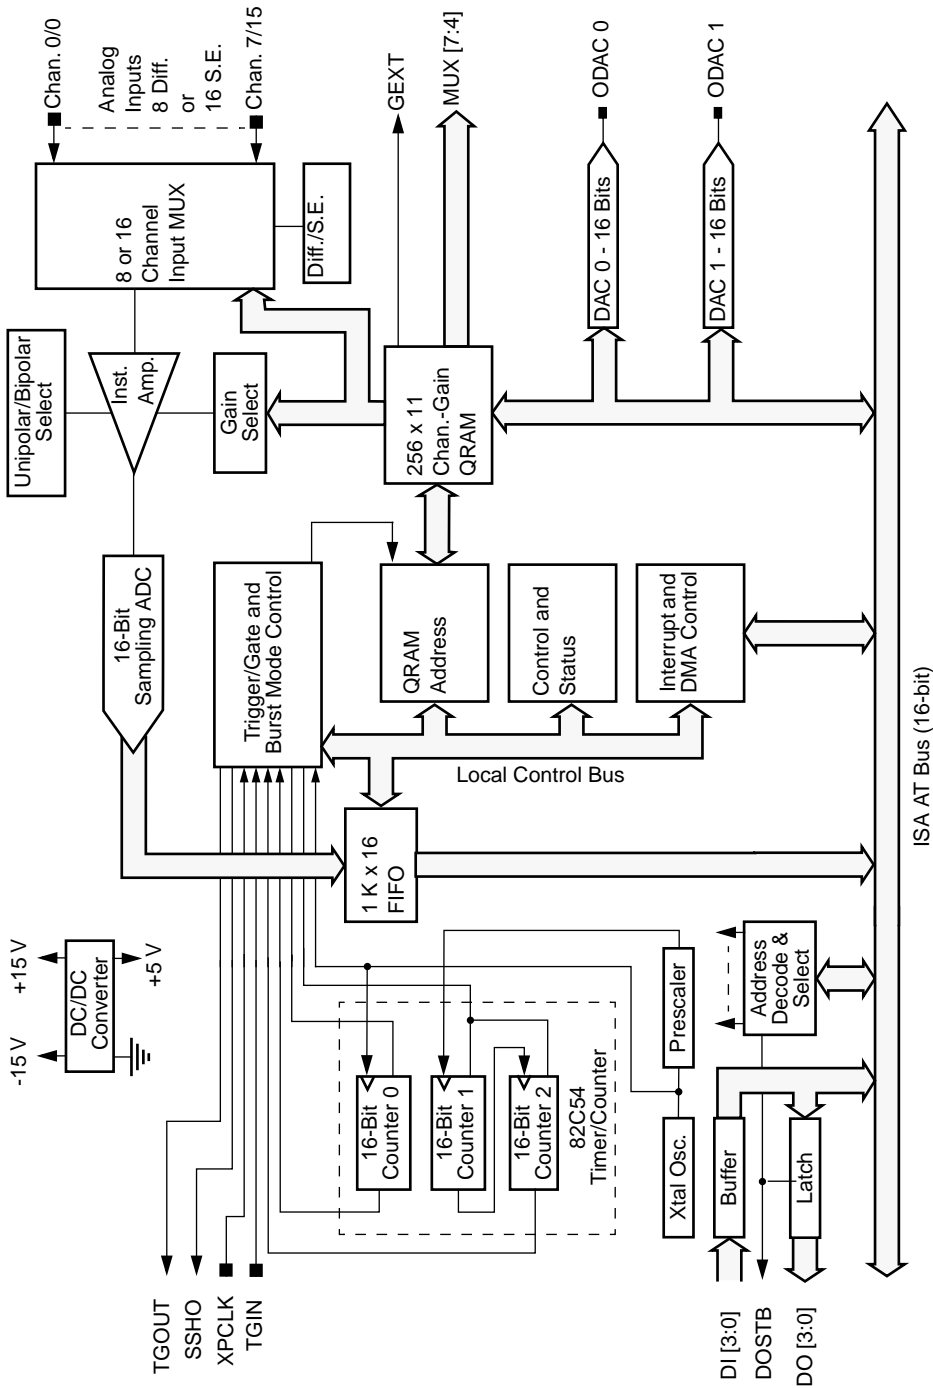 Chan. 0/0
Analog
Inputs
8 Diff.
or
16 S.E.
Chan. 7/15
8 or 16
Channel
Input MUX
Diff./S.E.
GEXT
MUX [7:4]
ODAC 0
ODAC 1
DAC 0 - 16 Bits
DAC 1 - 16 Bits
Unipolar/Bipolar
Select
Inst.
Amp.
Gain
Select
256 x 11
Chan.-Gain
QRAM
16-Bit
Sampling ADC
Trigger/Gate and
Burst Mode Control
QRAM
Address
Control and
Status
Interrupt and
DMA Control
Local Control Bus
1 K x 16
FIFO
ISA AT Bus (16-bit)
+15 V
-15 V
DC/DC
Converter
+5 V
16-Bit
Counter 0
16-Bit
Counter 1
16-Bit
Counter 2
82C54
Timer/Counter
Prescaler
Xtal Osc.
Address
Decode &
Select
Buffer
Latch
TGOUT
SSHO
XPCLK
TGIN
DI [3:0]
DOSTB
DO [3:0]